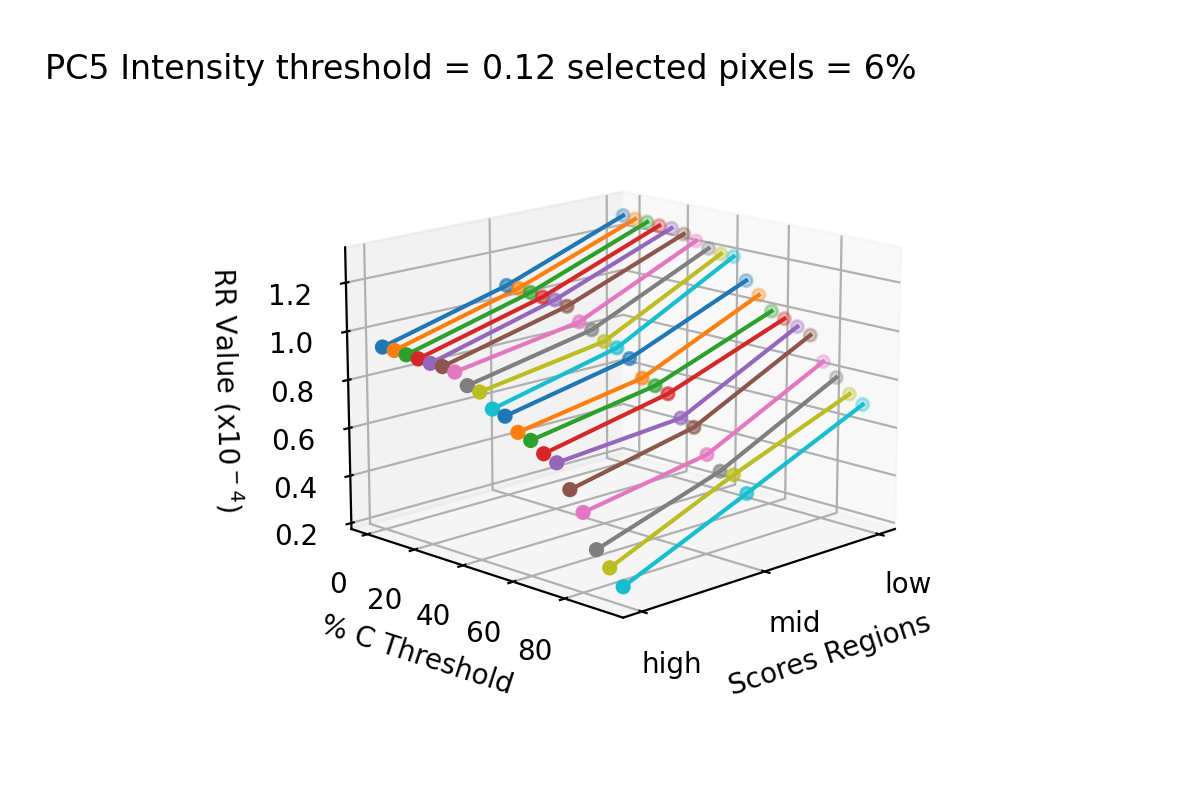 PC5 Intensity threshold = 0.12 selected pixels = 6%
RR Value (x10⁻⁴)
1.2
1.0
0.8
0.6
0.4
0.2
0
20
40
60
80
% C Threshold
high
mid
low
Scores Regions